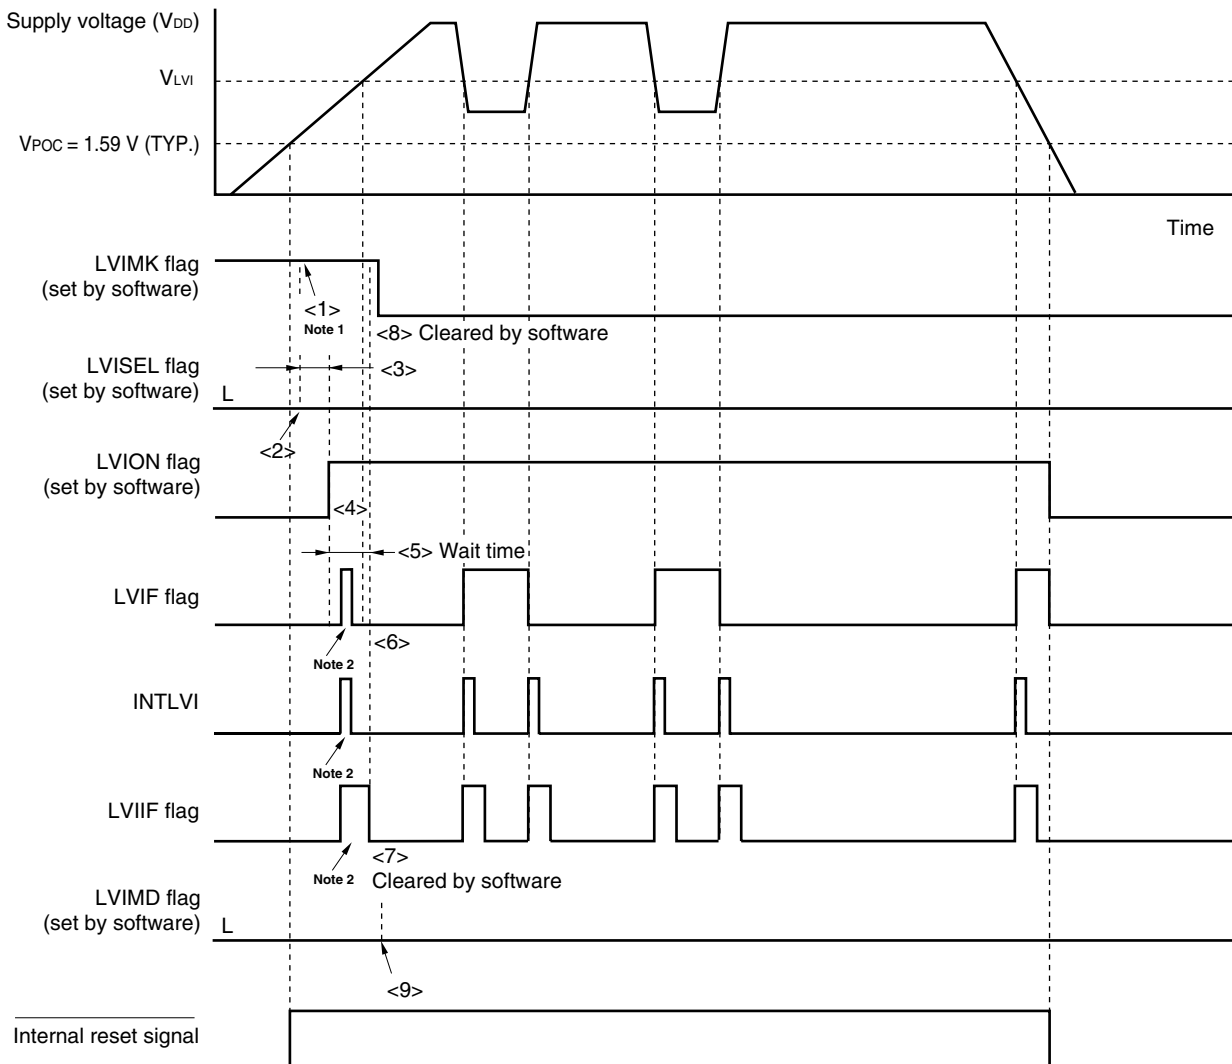 Supply voltage (VDD)
VLVI
VPOC = 1.59 V (TYP.)
Time
LVIMK flag
(set by software)
<1>
Note 1
<8> Cleared by software
LVISEL flag
(set by software)
L
<3>
<2>
LVION flag
(set by software)
<4>
<5> Wait time
LVIF flag
<6>
Note 2
INTLVI
Note 2
LVIIF flag
<7>
Note 2
Cleared by software
LVIMD flag
(set by software)
L
<9>
Internal reset signal